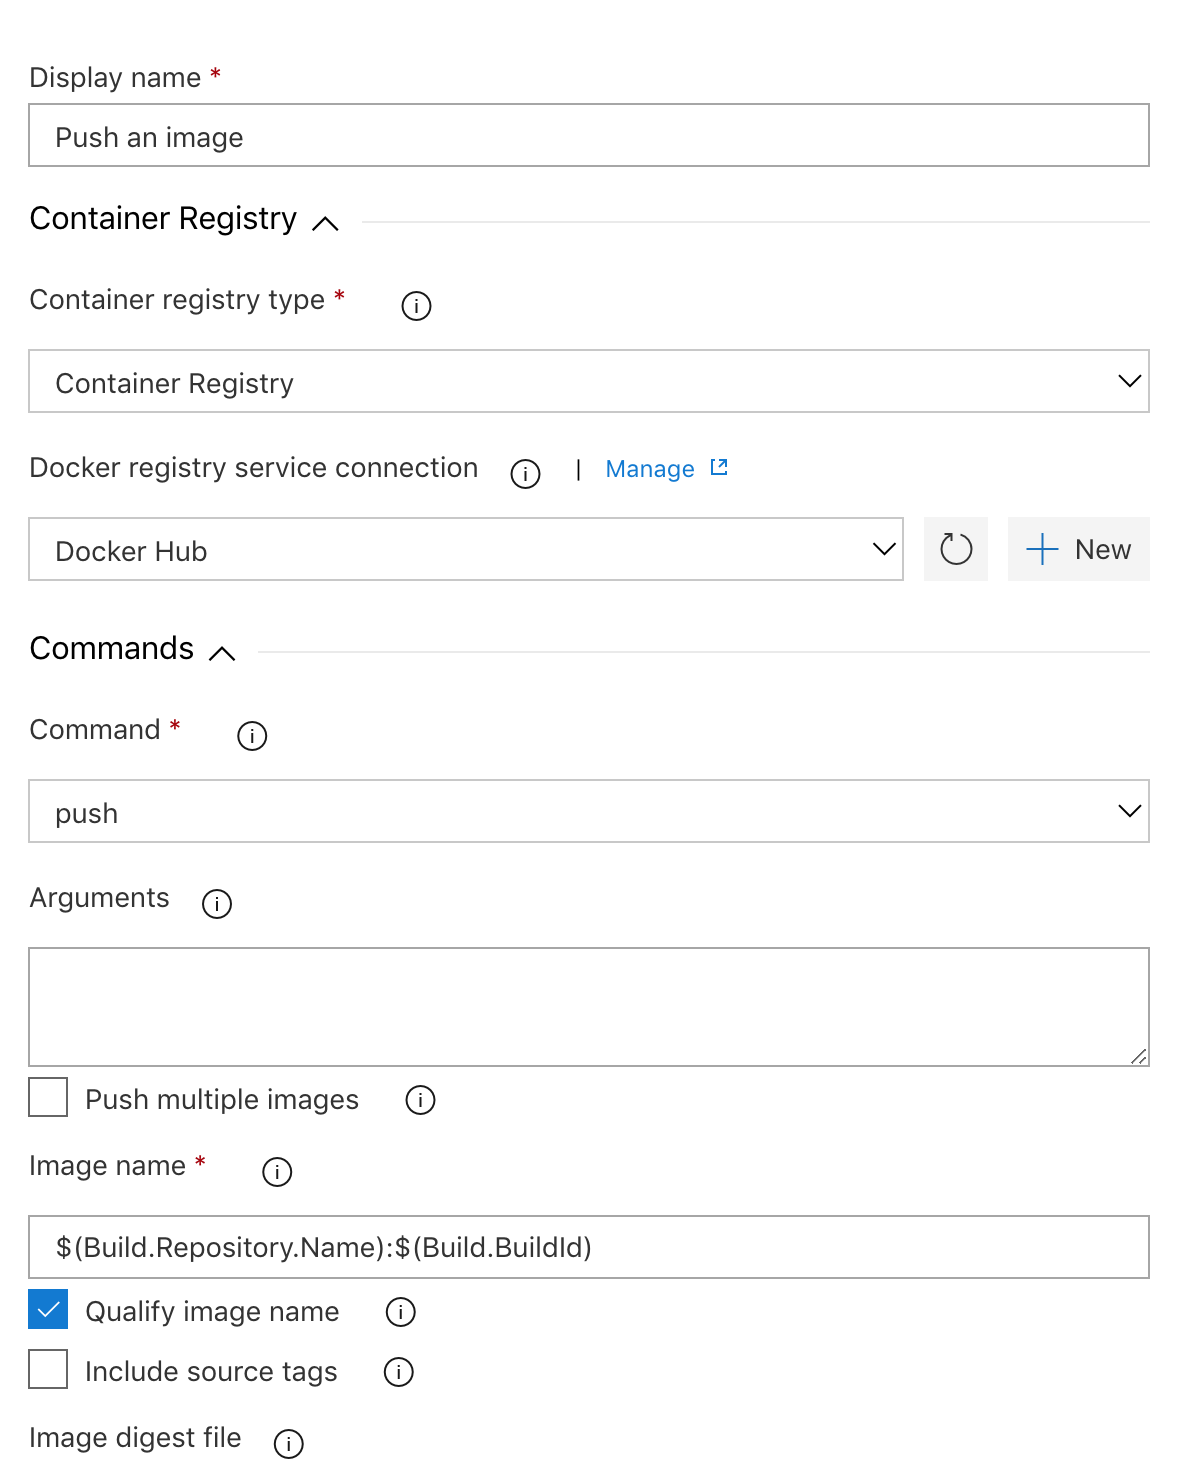 Display name *
Push an image
Container Registry
Container registry type *
Container Registry
Docker registry service connection | Manage
Docker Hub New
Commands
Command *
push
Arguments
Push multiple images
Image name *
$(Build.Repository.Name):$(Build.BuildId)
Qualify image name
Include source tags
Image digest file